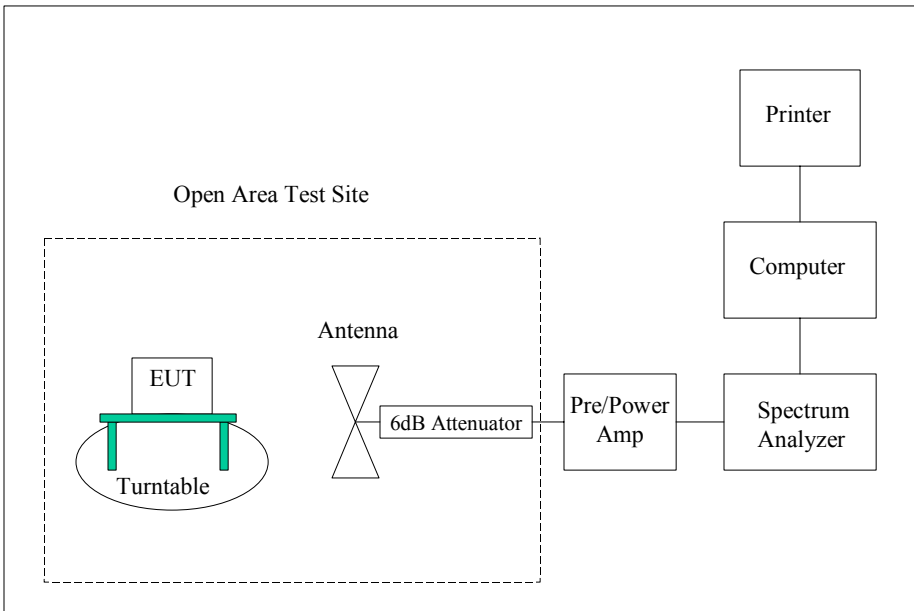 Printer
Open Area Test Site
Computer
Antenna
EUT
6dB Attenuator
Pre/Power
Amp
Spectrum
Analyzer
Turntable